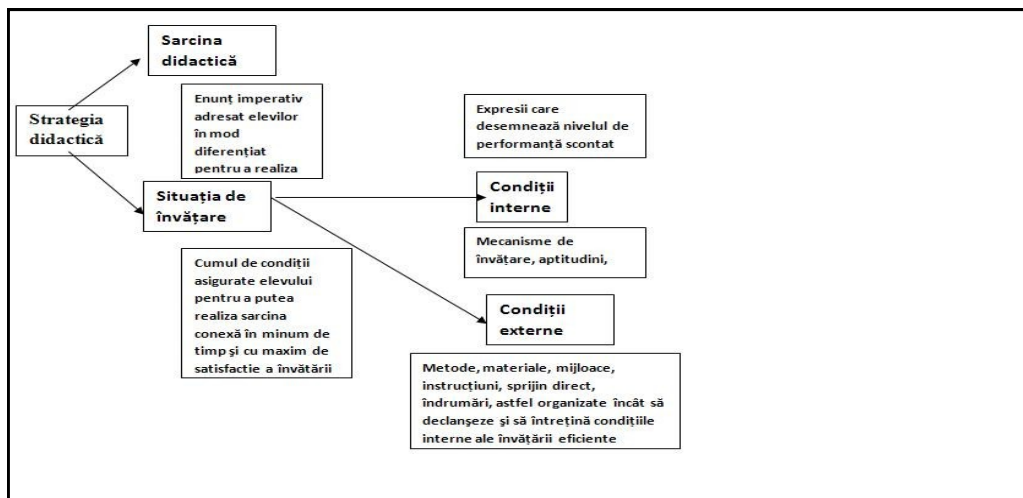 Sarcina
didactică
Enunț imperativ
adresat elevilor
în mod
diferențiat
pentru a realiza
Strategia
didactică
Expresii care
desemnează nivelul de
performanță scontat
Situația de
învățare
Condiții
interne
Mecanisme de
învățare, aptitudini,
Cumul de condiții
asigurate elevului
pentru a putea
realiza sarcina
conexă în minum de
timp și cu maxim de
satisfactie a învătării
Condiții
externe
Metode, materiale, mijloace,
instrucțiuni, sprijin direct,
îndrumări, astfel organizate încât să
declanșeze și să întrețină condițiile
interne ale învățării eficiente